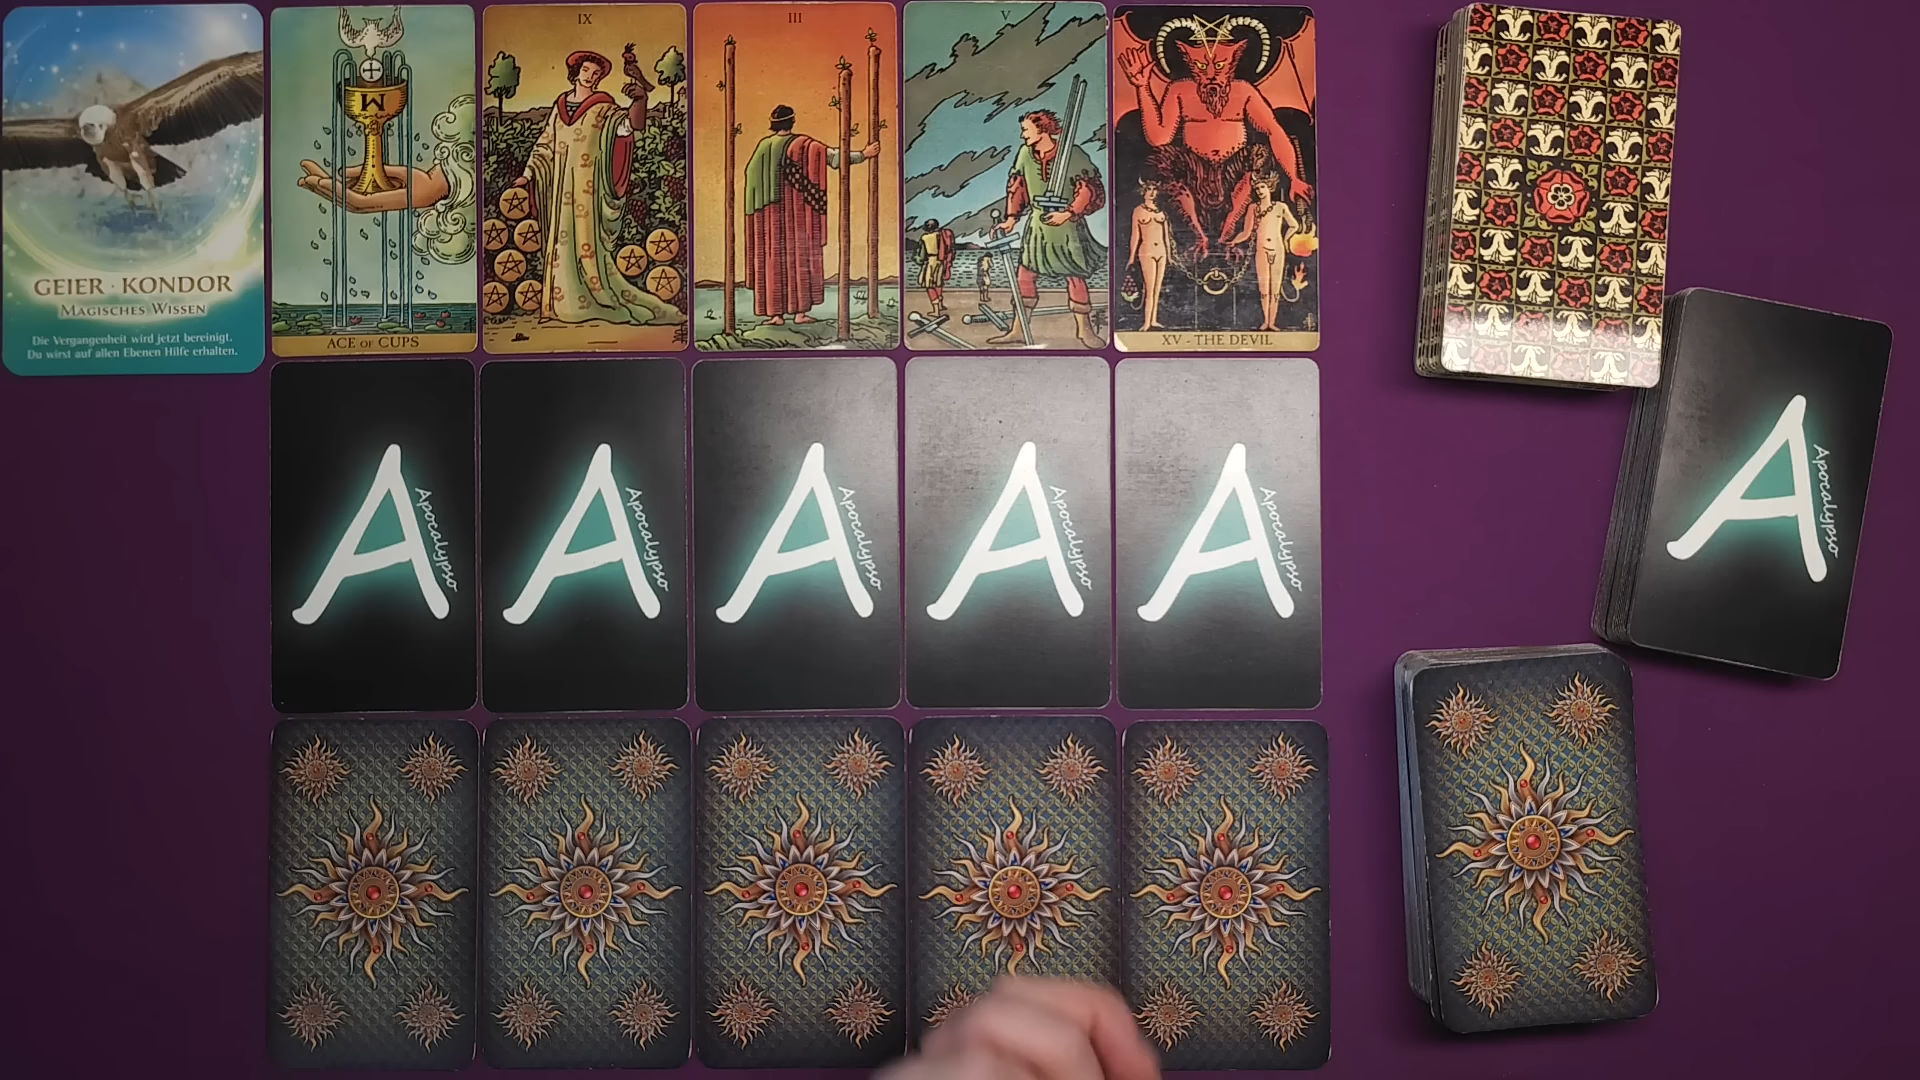 IX
III
V
GEIER · KONDOR
MAGISCHES WISSEN
Die Vergangenheit wird jetzt bereinigt.
Du wirst auf allen Ebenen Hilfe erhalten.
ACE OF CUPS
XV - THE DEVIL
A Apocalypso
A Apocalypso
A Apocalypso
A Apocalypso
A Apocalypso
A Apocalypso